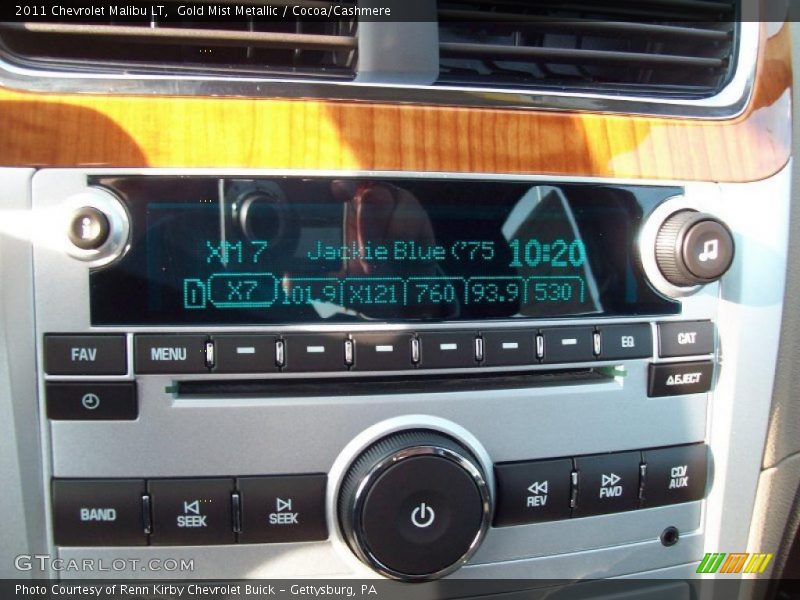 2011 Chevrolet Malibu LT,  Gold Mist Metallic / Cocoa/Cashmere
XM 7 Jackie Blue ('75 10:20
1 X7 101.9 X121 760 93.9 530
FAV MENU EQ CAT
EJECT
BAND SEEK SEEK REV FWD CD/
AUX
GTCARLOT.COM
Photo Courtesy of Renn Kirby Chevrolet Buick - Gettysburg, PA